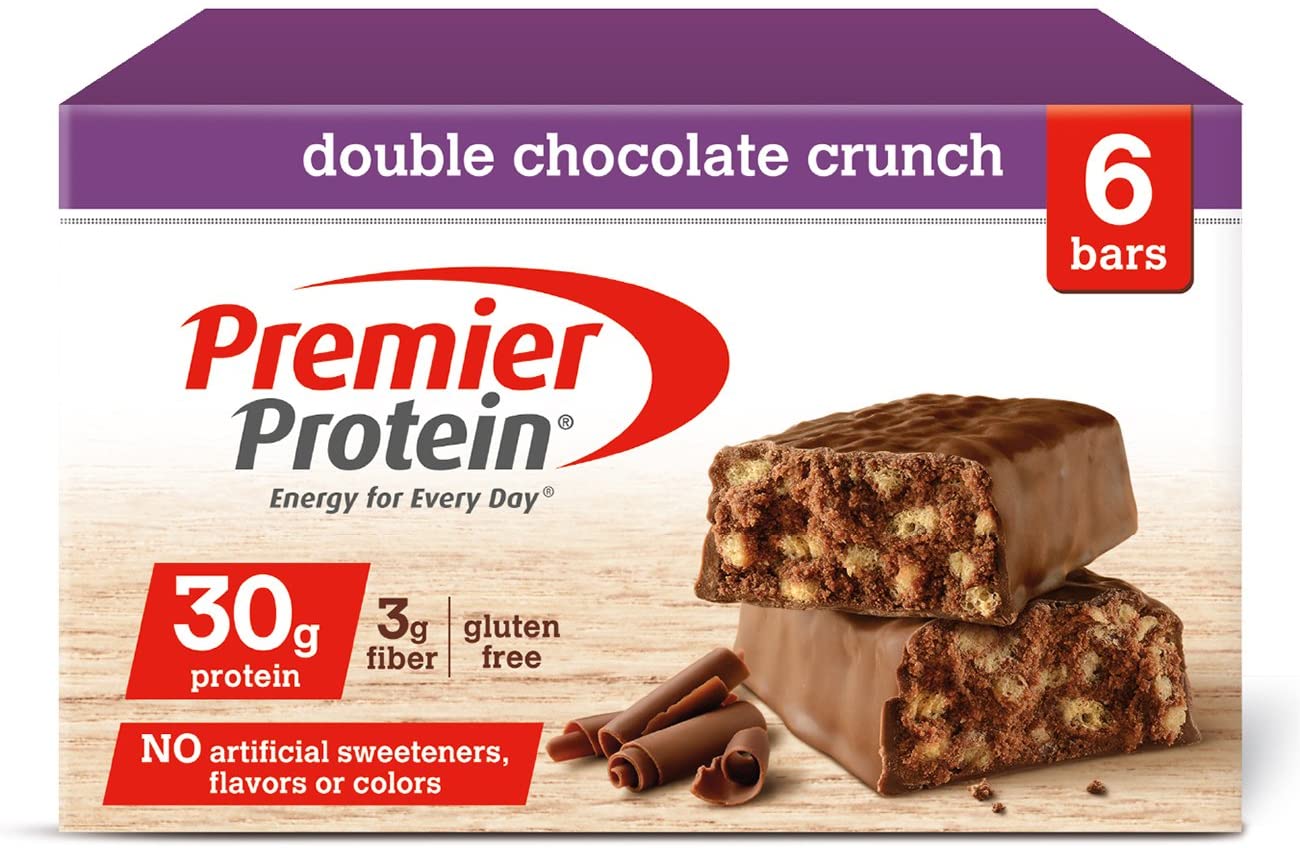 double chocolate crunch
6
bars
Premier
Protein®
Energy for Every Day®
30g
protein
3g
fiber
gluten
free
NO artificial sweeteners,
flavors or colors